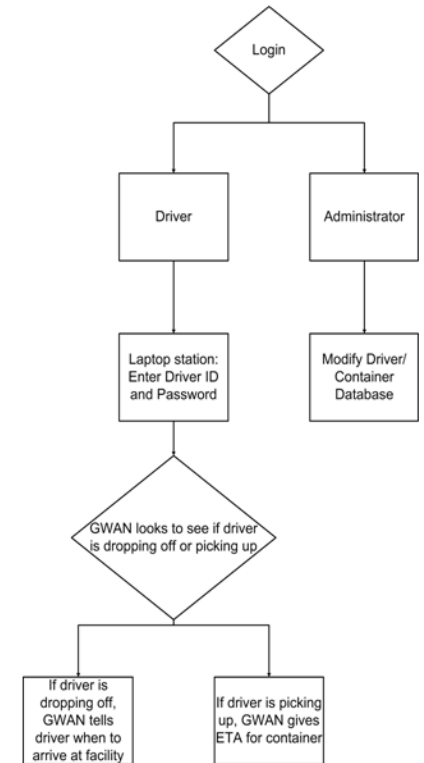 Login
Driver
Administrator
Laptop station:
Enter Driver ID
and Password
Modify Driver/
Container
Database
GWAN looks to see if driver
is dropping off or picking up
If driver is
dropping off,
GWAN tells
driver when to
arrive at facility
If driver is picking
up, GWAN gives
ETA for container